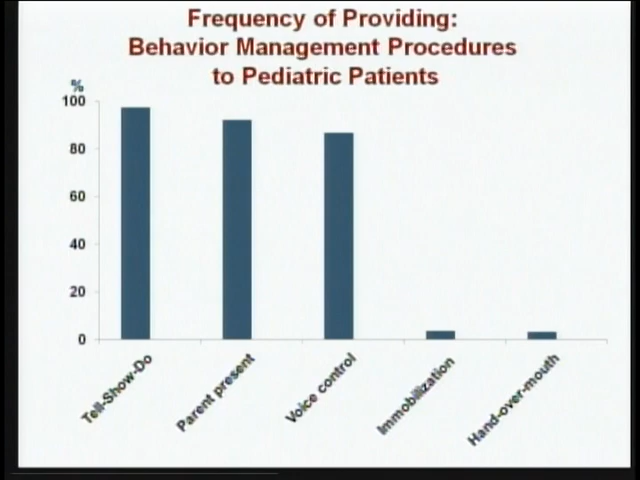 Frequency of Providing:
Behavior Management Procedures
to Pediatric Patients
%
100
80
60
40
20
0
Tell-Show-Do
Parent present
Voice control
Immobilization
Hand-over-mouth